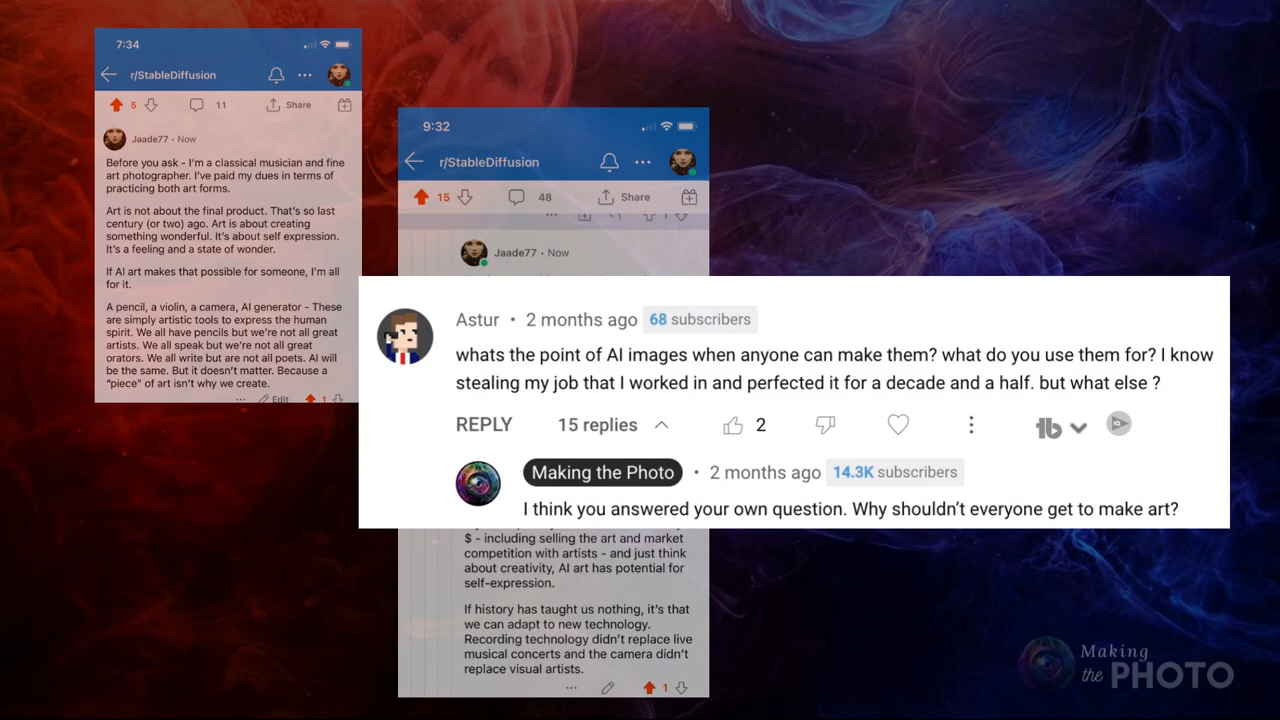 7:34
r/StableDiffusion
5
11
Share
Jaade77 · Now
Before you ask - I'm a classical musician and fine
art photographer. I've paid my dues in terms of
practicing both art forms.
Art is not about the final product. That's so last
century (or two) ago. Art is about creating
something wonderful. It's about self expression.
It's a feeling and a state of wonder.
If AI art makes that possible for someone, I'm all
for it.
A pencil, a violin, a camera, AI generator - These
are simply artistic tools to express the human
spirit. We all have pencils but we're not all great
artists. We all speak but we're not all great
orators. We all write but are not all poets. AI will
be the same. But it doesn't matter. Because a
"piece" of art isn't why we create.
Edit
1
9:32
r/StableDiffusion
15
48
Share
Jaade77 · Now
Astur · 2 months ago 68 subscribers
whats the point of AI images when anyone can make them? what do you use them for? I know
stealing my job that I worked in and perfected it for a decade and a half. but what else ?
REPLY 15 replies 2
Making the Photo · 2 months ago 14.3K subscribers
I think you answered your own question. Why shouldn't everyone get to make art?
$ - including selling the art and market
competition with artists - and just think
about creativity, AI art has potential for
self-expression.
If history has taught us nothing, it's that
we can adapt to new technology.
Recording technology didn't replace live
musical concerts and the camera didn't
replace visual artists.
1
Making
the PHOTO